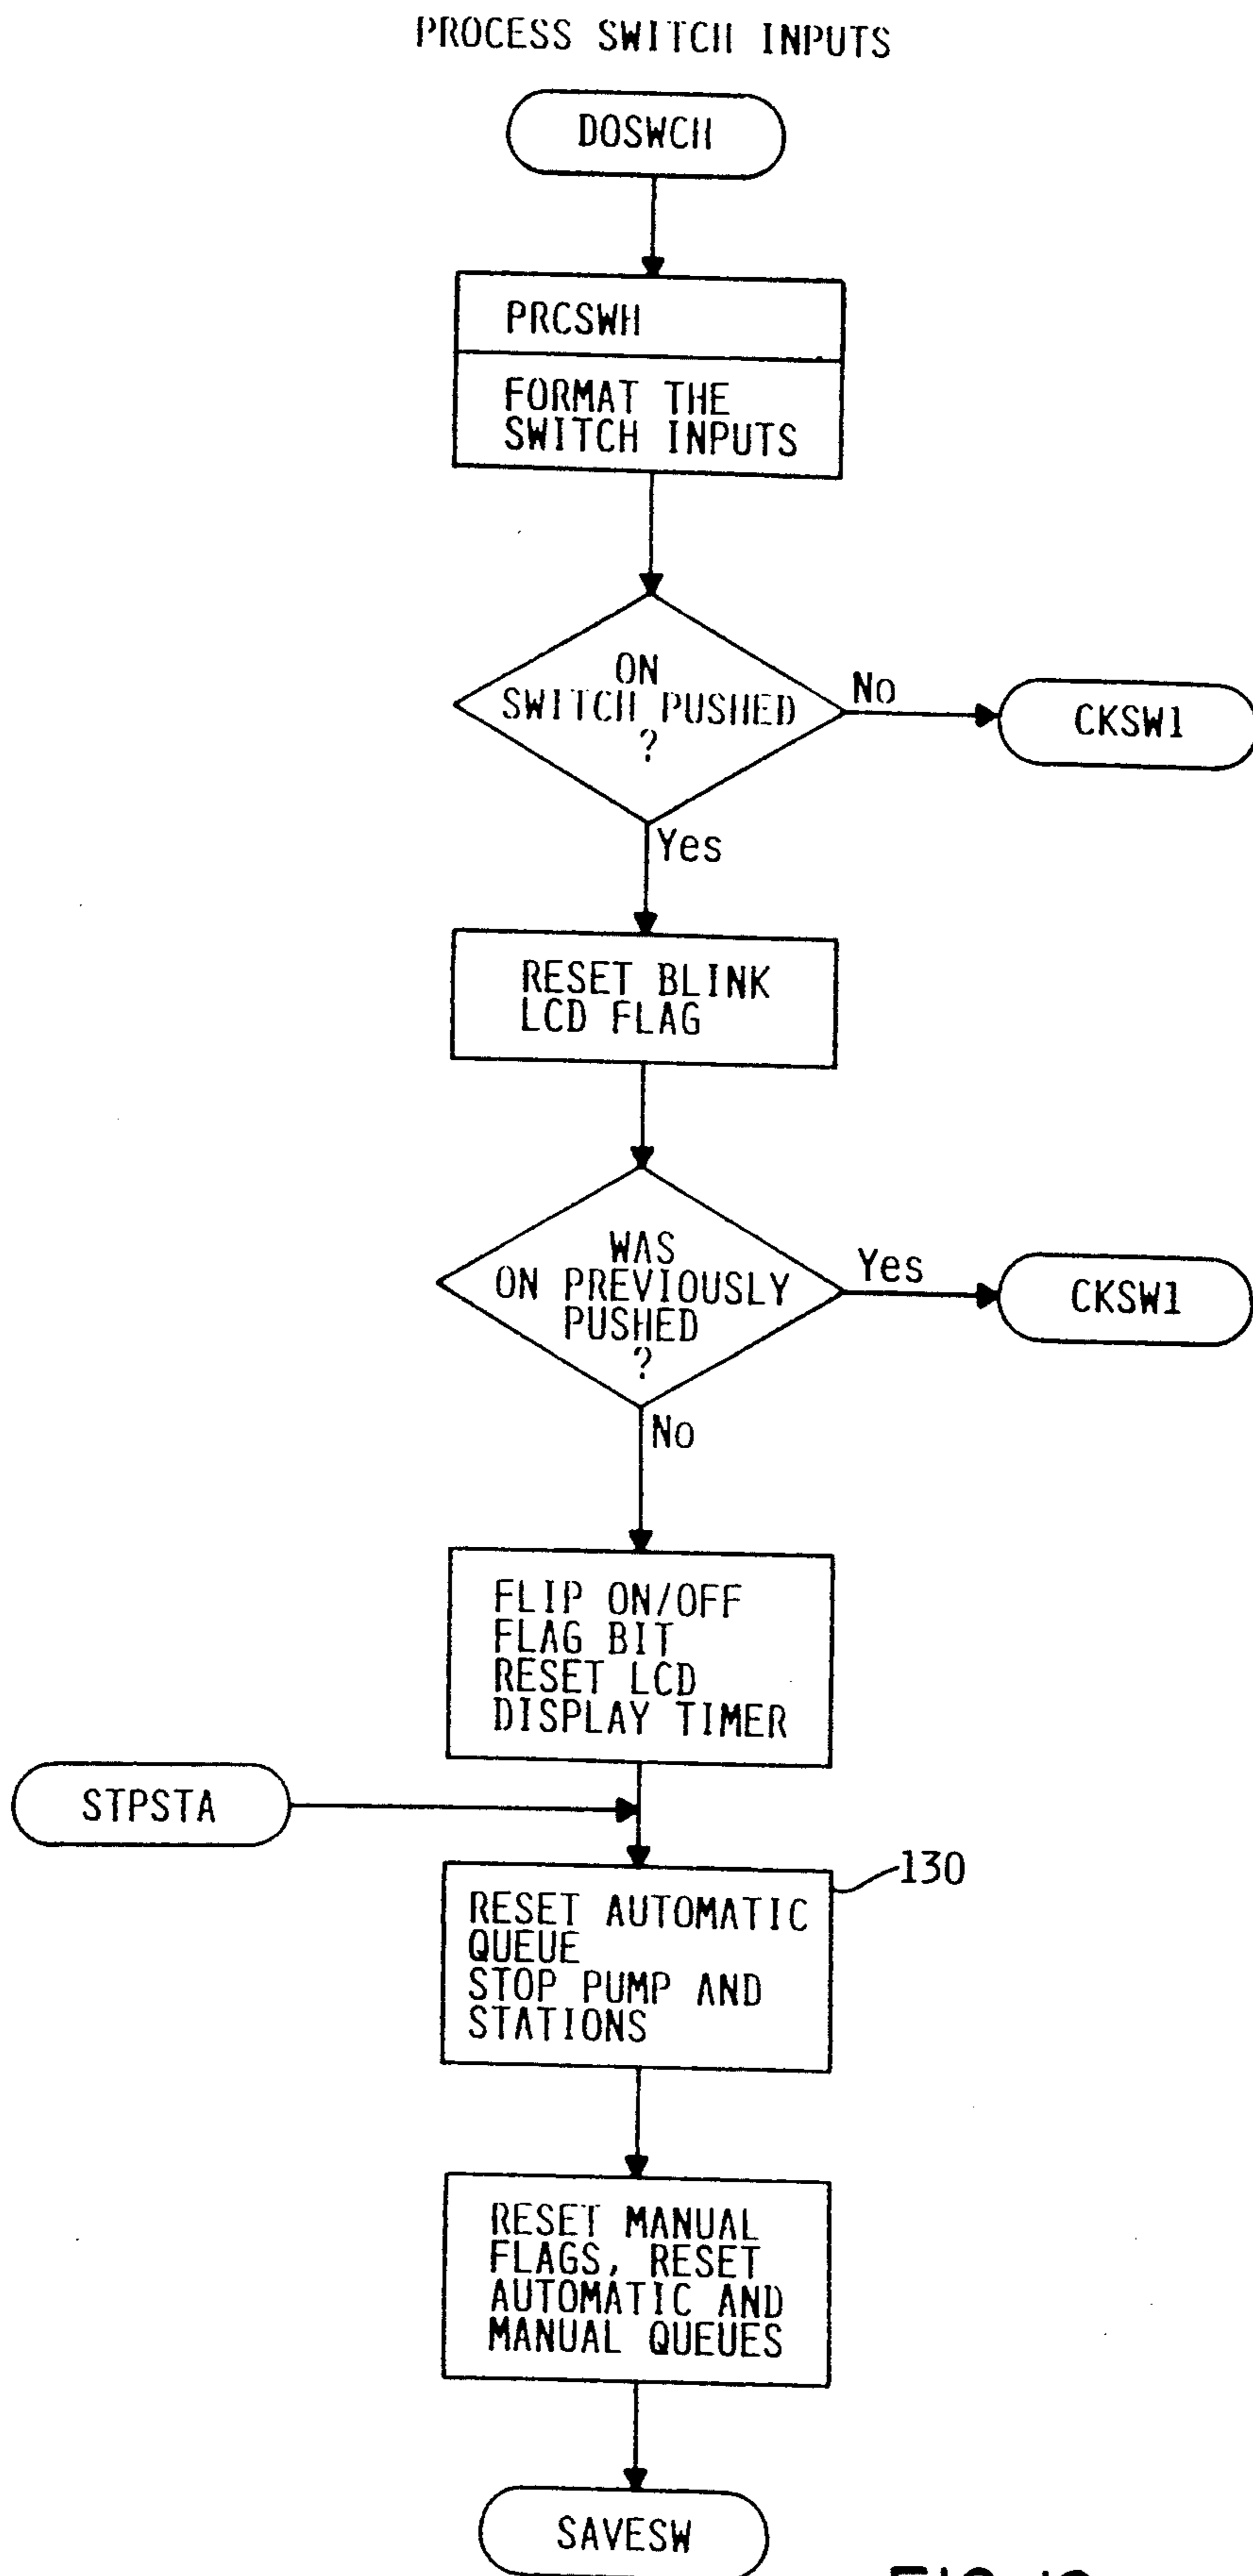 PROCESS SWITCH INPUTS
DOSWCH
PRCSWH
FORMAT THE
SWITCH INPUTS
ON
SWITCH PUSHED
?
No
CKSW1
Yes
RESET BLINK
LCD FLAG
WAS
ON PREVIOUSLY
PUSHED
?
Yes
CKSW1
No
FLIP ON/OFF
FLAG BIT
RESET LCD
DISPLAY TIMER
STPSTA
130
RESET AUTOMATIC
QUEUE
STOP PUMP AND
STATIONS
RESET MANUAL
FLAGS, RESET
AUTOMATIC AND
MANUAL QUEUES
SAVESW